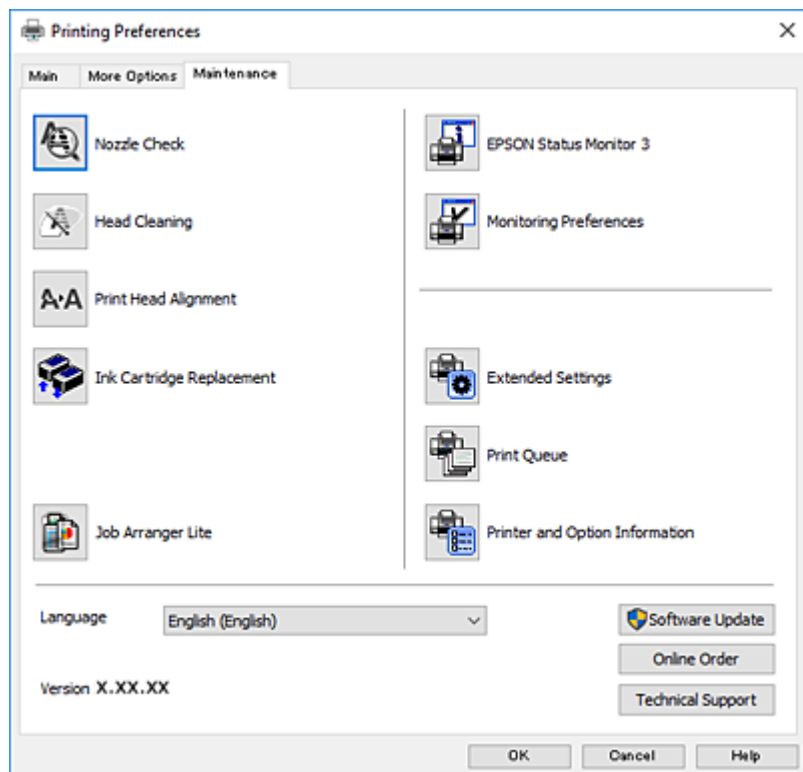 Printing Preferences
Main
More Options
Maintenance
Nozzle Check
Head Cleaning
A·A
Print Head Alignment
Ink Cartridge Replacement
Job Arranger Lite
EPSON Status Monitor 3
Monitoring Preferences
Extended Settings
Print Queue
Printer and Option Information
Language
English (English)
Software Update
Online Order
Version X.XX.XX
Technical Support
OK
Cancel
Help